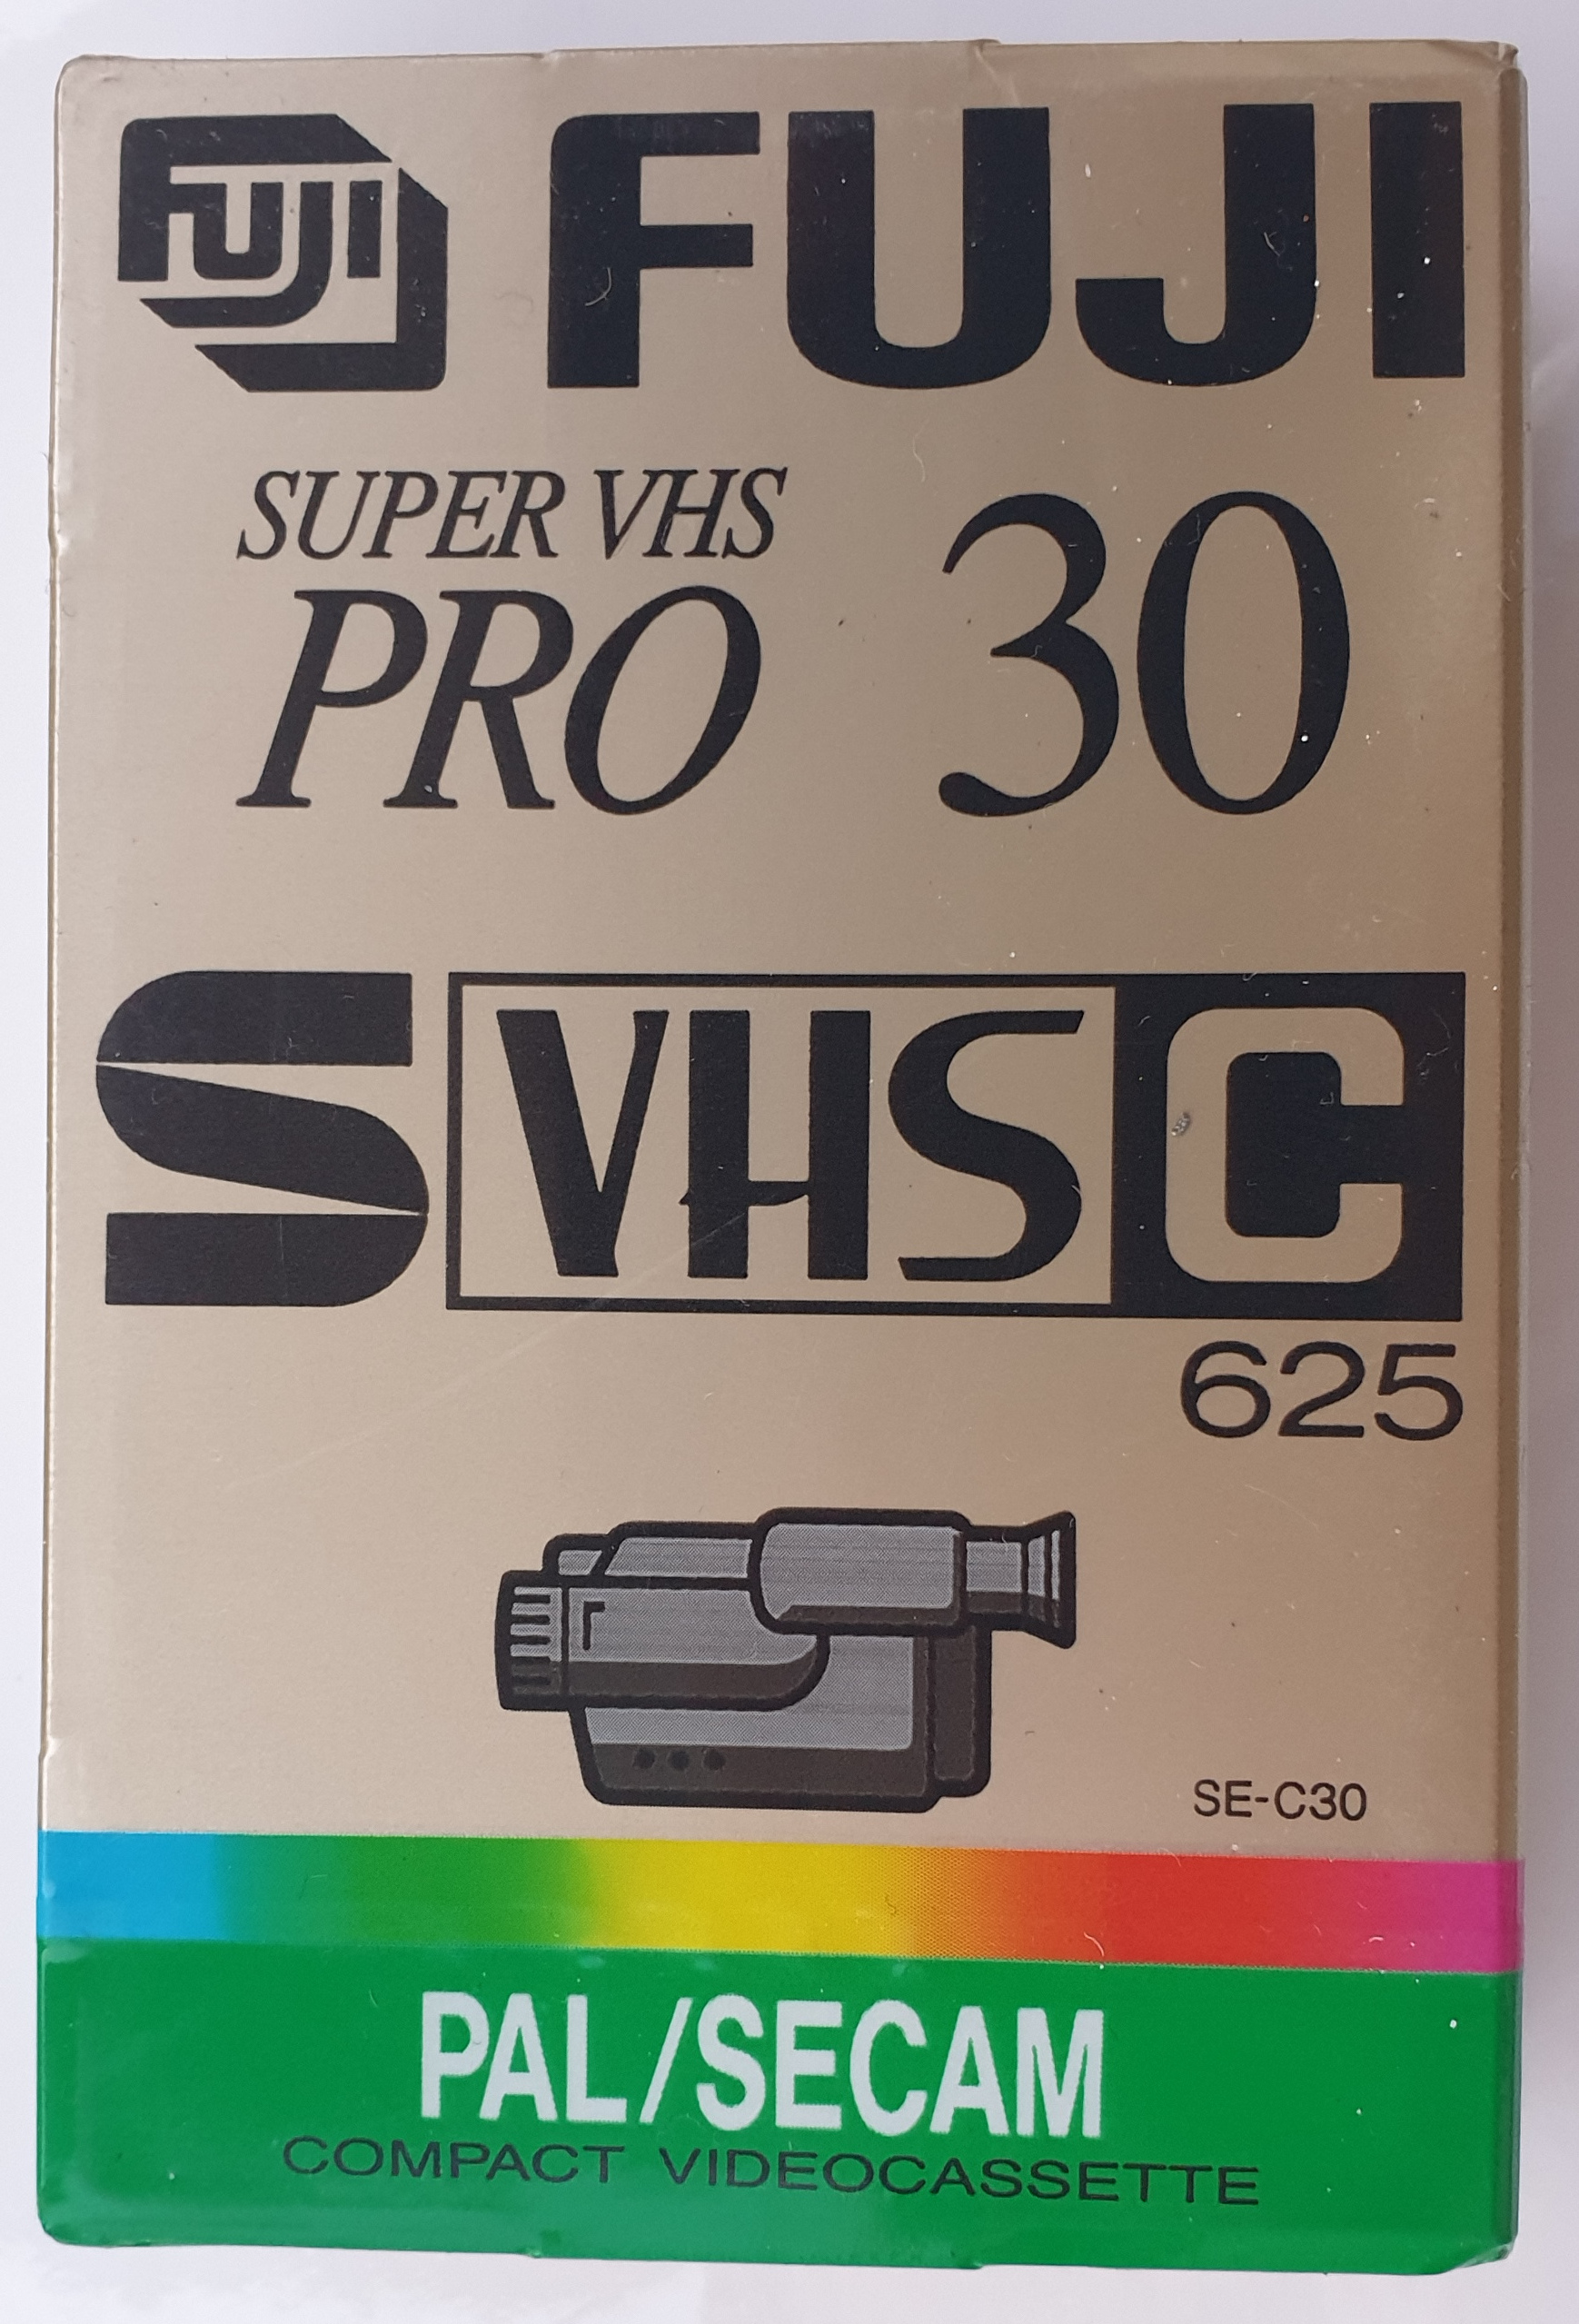 FUJI FUJI
SUPER VHS
PRO 30
S VHS C
625
SE-C30
PAL/SECAM
COMPACT VIDEOCASSETTE